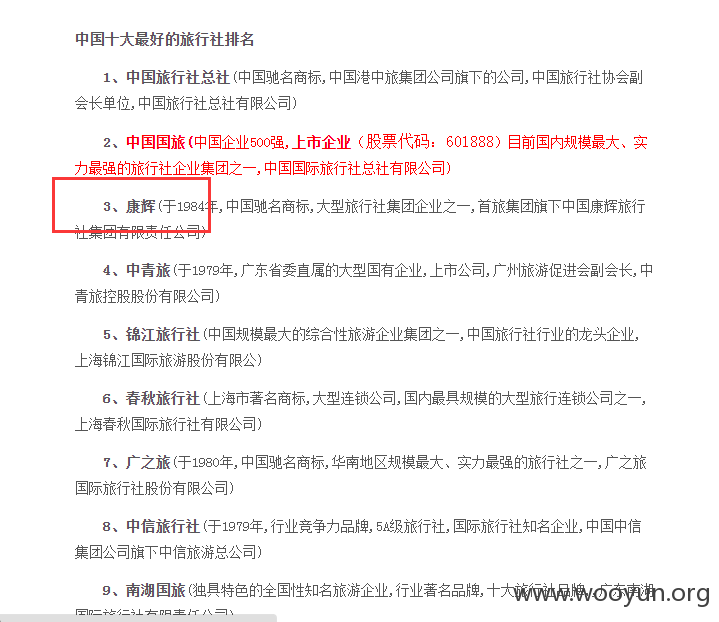 中国十大最好的旅行社排名
1、中国旅行社总社(中国驰名商标,中国港中旅集团公司旗下的公司,中国旅行社协会副
会长单位,中国旅行社总社有限公司)
2、中国国旅(中国企业500强,上市企业（股票代码：601888）目前国内规模最大、实
力最强的旅行社企业集团之一,中国国际旅行社总社有限公司)
3、康辉(于1984年,中国驰名商标,大型旅行社集团企业之一,首旅集团旗下中国康辉旅行
社集团有限责任公司)
4、中青旅(于1979年,广东省委直属的大型国有企业,上市公司,广州旅游促进会副会长,中
青旅控股股份有限公司)
5、锦江旅行社(中国规模最大的综合性旅游企业集团之一,中国旅行社行业的龙头企业,
上海锦江国际旅游股份有限公)
6、春秋旅行社(上海市著名商标,大型连锁公司,国内最具规模的大型旅行连锁公司之一,
上海春秋国际旅行社有限公司)
7、广之旅(于1980年,中国驰名商标,华南地区规模最大、实力最强的旅行社之一,广之旅
国际旅行社股份有限公司)
8、中信旅行社(于1979年,行业竞争力品牌,5A级旅行社,国际旅行社知名企业,中国中信
集团公司旗下中信旅游总公司)
9、南湖国旅(独具特色的全国性知名旅游企业,行业著名品牌,十大旅行社品牌,广东南湖
国际旅行社有限责任公司)
www.wooyun.org